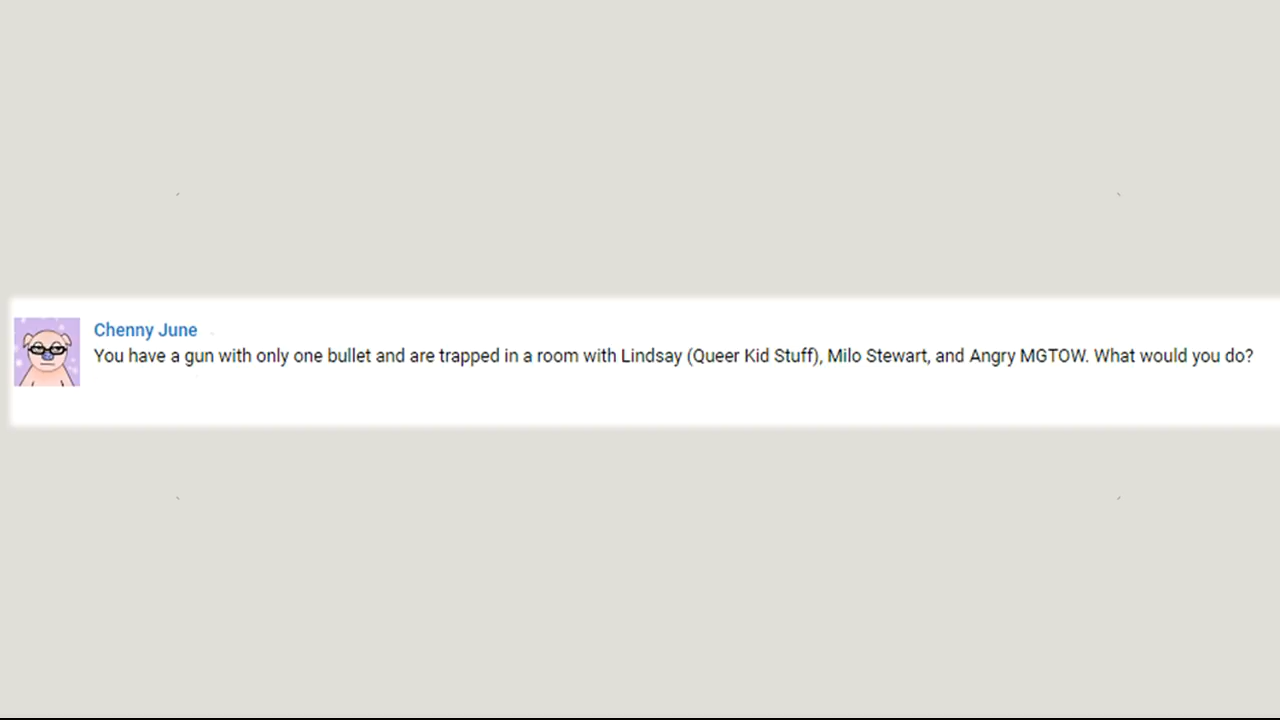 Chenny June
You have a gun with only one bullet and are trapped in a room with Lindsay (Queer Kid Stuff), Milo Stewart, and Angry MGTOW. What would you do?